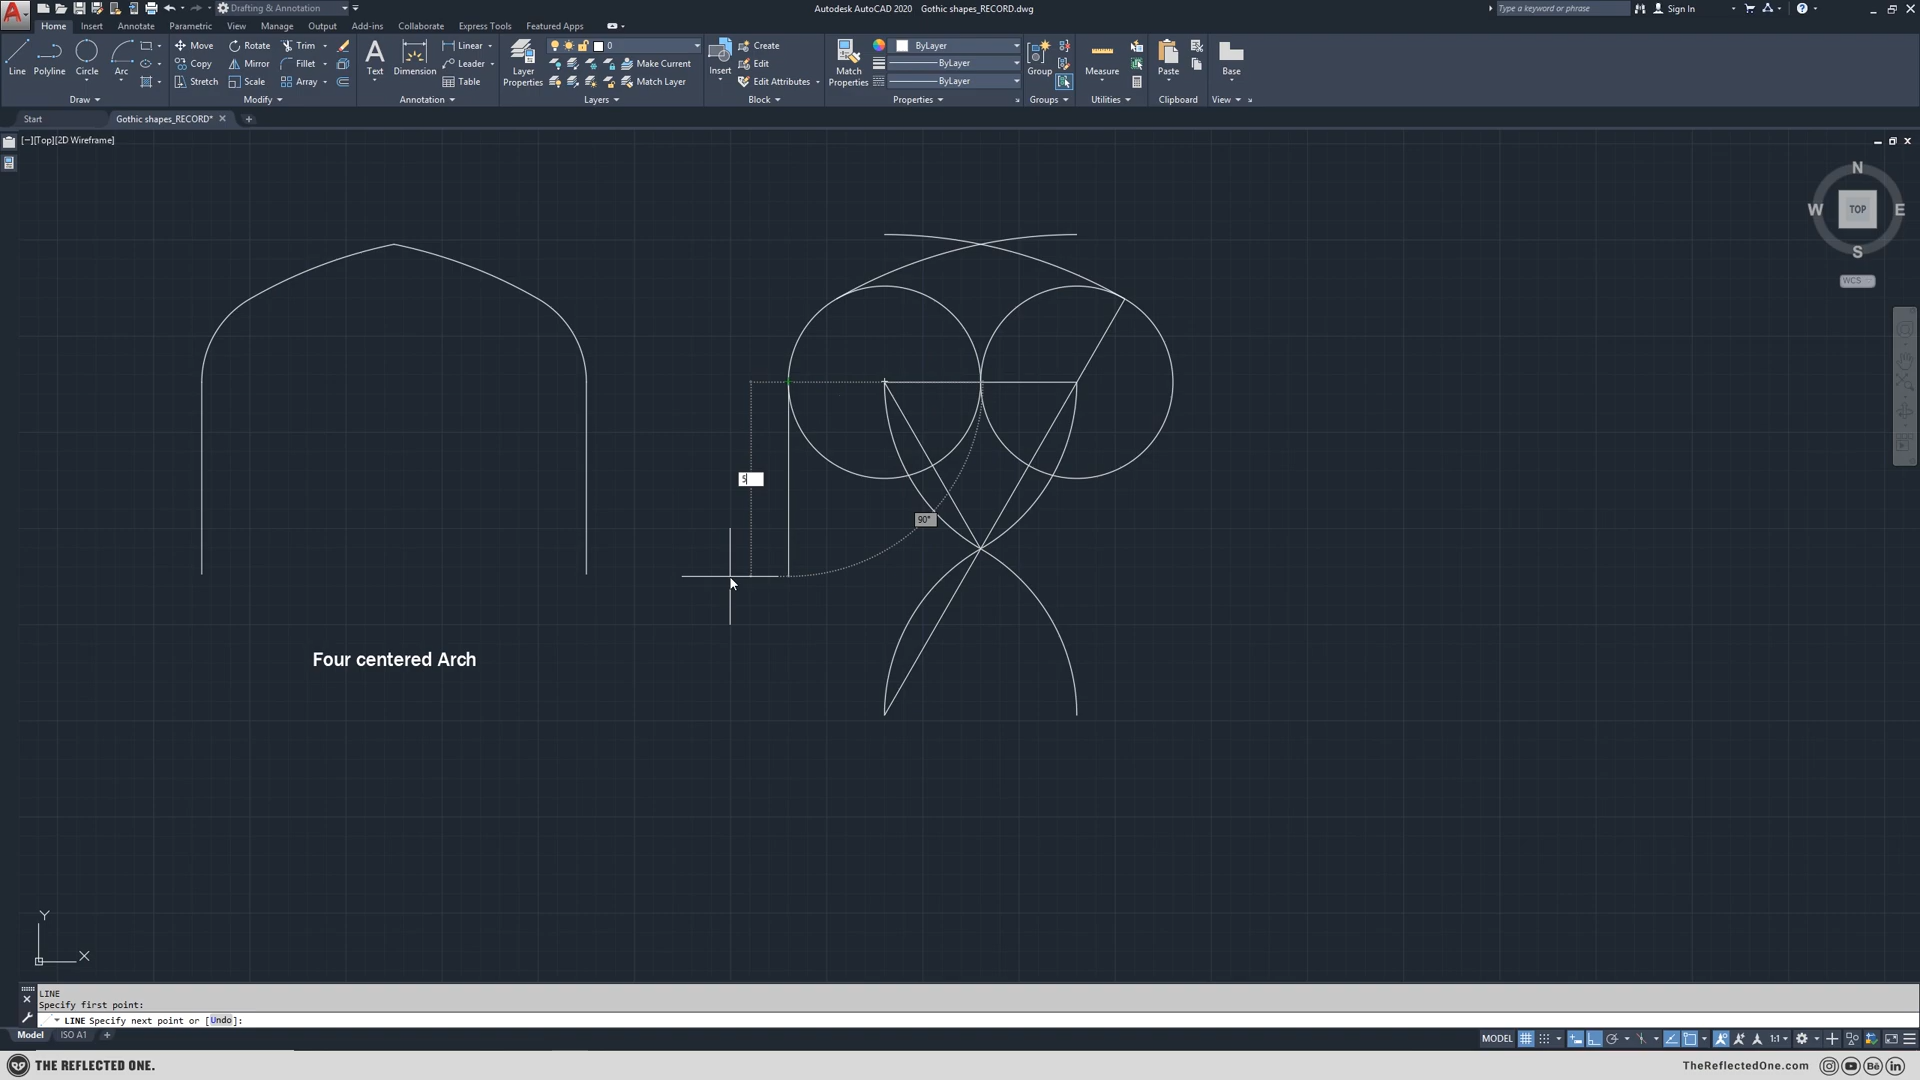 Drafting & Annotation
Autodesk AutoCAD 2020 Gothic shapes_RECORD.dwg
Type a keyword or phrase
Sign In
Home Insert Annotate Parametric View Manage Output Add-ins Collaborate Express Tools Featured Apps
Line Polyline Circle Arc
Move Rotate Trim
Copy Mirror Fillet
Stretch Scale Array
Text Dimension
Linear
Leader
Table
Layer
Properties
0
Make Current
Match Layer
Insert
Create
Edit
Edit Attributes
Match
Properties
ByLayer
ByLayer
ByLayer
Group
Measure
Paste
Base
Draw Modify Annotation Layers Block Properties Groups Utilities Clipboard View
Start Gothic shapes_RECORD*
[−][Top][2D Wireframe]
N
W TOP E
S
WCS
5
90°
Four centered Arch
Y
X
LINE
Specify first point:
LINE Specify next point or [Undo]:
Model ISO A1
MODEL
1:1
THE REFLECTED ONE.
TheReflectedOne.com